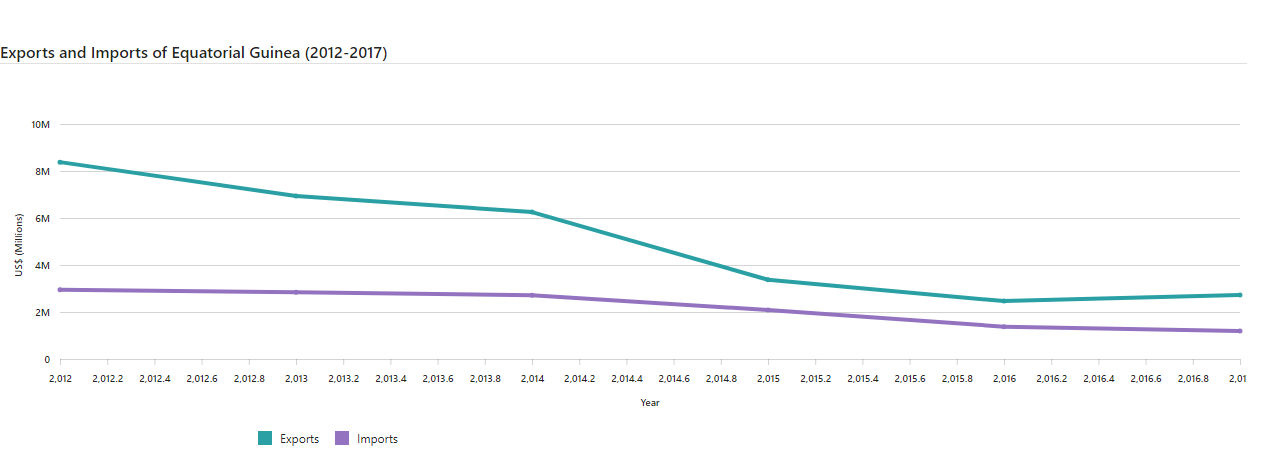 Exports and Imports of Equatorial Guinea (2012-2017)
10M
8M
6M
4M
2M
0
US$ (Millions)
2,012 2,012.2 2,012.4 2,012.6 2,012.8 2,013 2,013.2 2,013.4 2,013.6 2,013.8 2,014 2,014.2 2,014.4 2,014.6 2,014.8 2,015 2,015.2 2,015.4 2,015.6 2,015.8 2,016 2,016.2 2,016.4 2,016.6 2,016.8 2,01
Year
Exports Imports